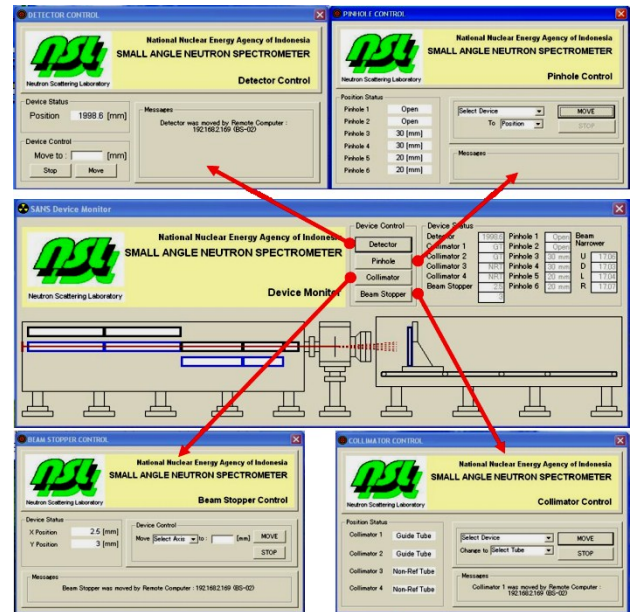 DETECTOR CONTROL
National Nuclear Energy Agency of Indonesia
SMALL ANGLE NEUTRON SPECTROMETER
nsl
Neutron Scattering Laboratory
Detector Control
Device Status
Position 1998.6 [mm]
Device Control
Move to : [mm]
Stop Move
Messages
Detector was moved by Remote Computer :
192.168.2.169 (BS-02)
PINHOLE CONTROL
National Nuclear Energy Agency of Indonesia
SMALL ANGLE NEUTRON SPECTROMETER
nsl
Neutron Scattering Laboratory
Pinhole Control
Position Status
Pinhole 1 Open
Pinhole 2 Open
Pinhole 3 30 [mm]
Pinhole 4 30 [mm]
Pinhole 5 20 [mm]
Pinhole 6 20 [mm]
Select Device MOVE
To Position STOP
Messages
SANS Device Monitor
National Nuclear Energy Agency of Indonesia
SMALL ANGLE NEUTRON SPECTROMETER
nsl
Neutron Scattering Laboratory
Device Monitor
Device Control
Detector
Pinhole
Collimator
Beam Stopper
Device Status
Detector 1998.6 Pinhole 1 Open Beam Narrower
Collimator 1 GT Pinhole 2 Open
Collimator 2 GT Pinhole 3 30 mm U 17.06
Collimator 3 NRT Pinhole 4 30 mm D 17.03
Collimator 4 NRT Pinhole 5 20 mm L 17.04
Beam Stopper 2.5 Pinhole 6 20 mm R 17.07
3
BEAM STOPPER CONTROL
National Nuclear Energy Agency of Indonesia
SMALL ANGLE NEUTRON SPECTROMETER
nsl
Neutron Scattering Laboratory
Beam Stopper Control
Device Status
X Position 2.5 [mm]
Y Position 3 [mm]
Device Control
Move Select Axis to : [mm] MOVE
STOP
Messages
Beam Stopper was moved by Remote Computer : 192.168.2.169 (BS-02)
COLLIMATOR CONTROL
National Nuclear Energy Agency of Indonesia
SMALL ANGLE NEUTRON SPECTROMETER
nsl
Neutron Scattering Laboratory
Collimator Control
Position Status
Collimator 1 Guide Tube
Collimator 2 Guide Tube
Collimator 3 Non-Ref Tube
Collimator 4 Non-Ref Tube
Select Device MOVE
Change to Select Tube STOP
Messages
Collimator 1 was moved by Remote Computer :
192.168.2.169 (BS-02)